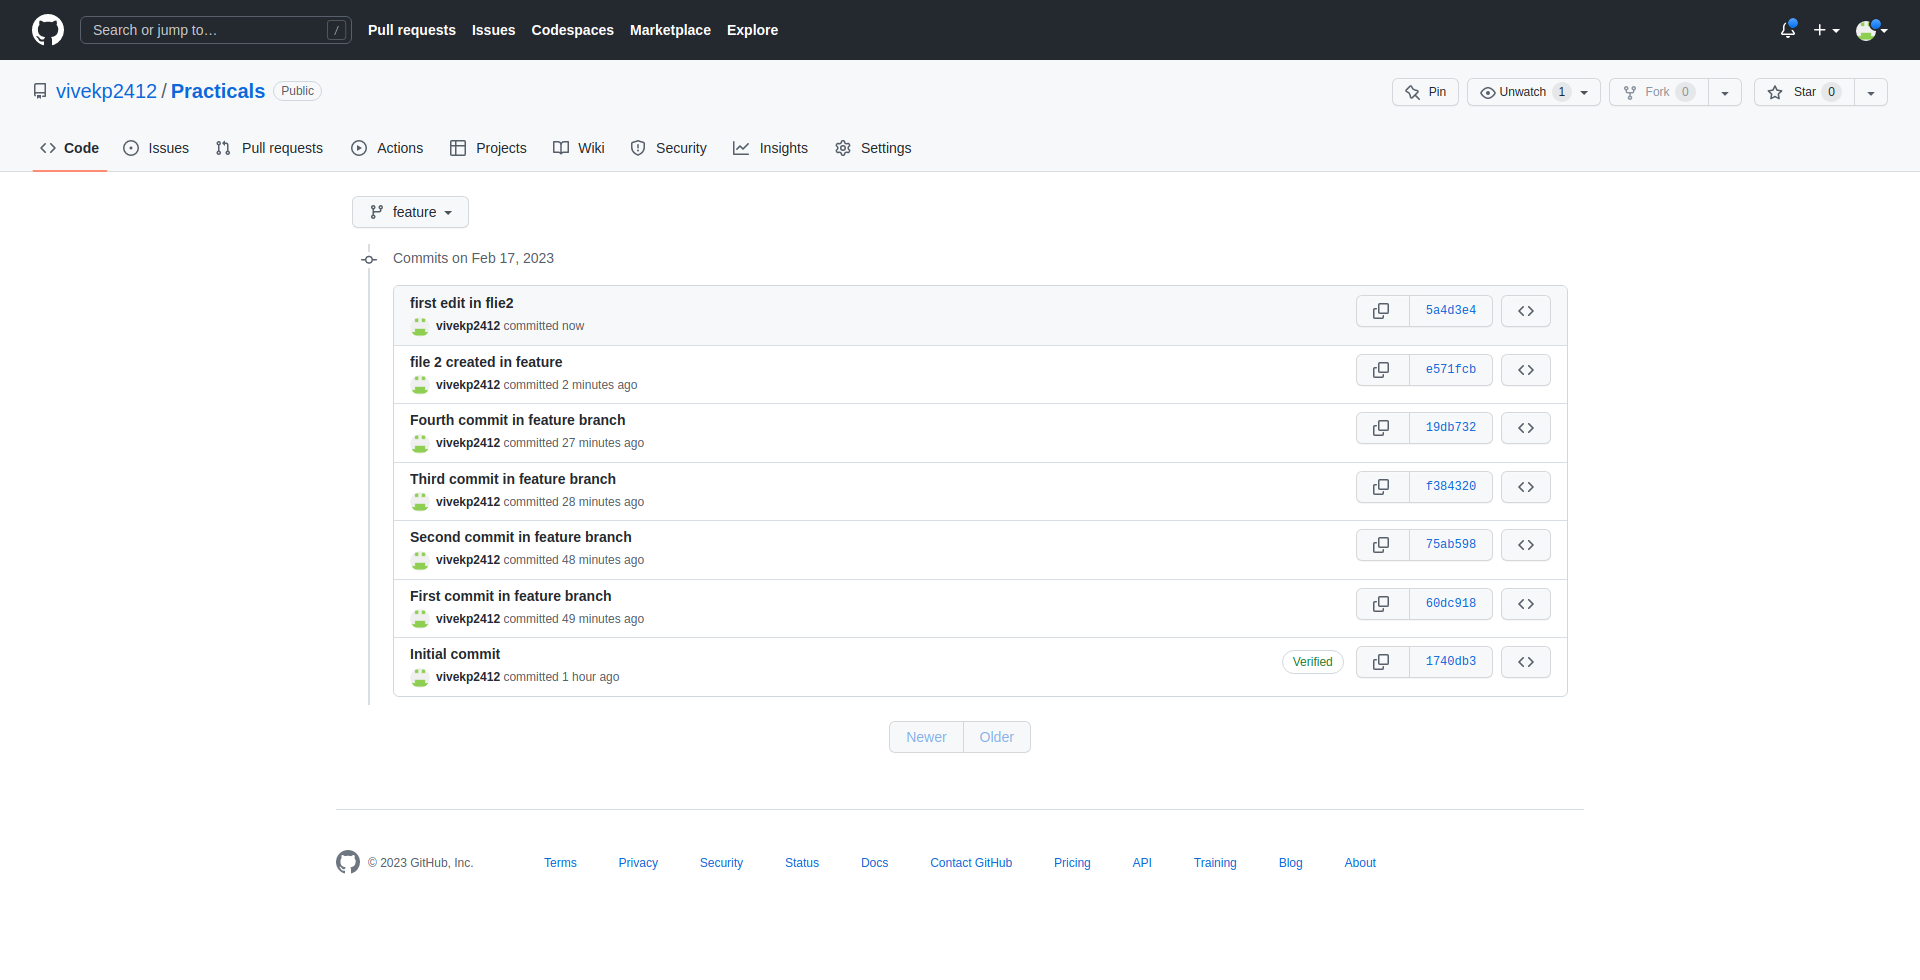 Search or jump to… /
Pull requests Issues Codespaces Marketplace Explore
vivekp2412 / Practicals Public
Pin Unwatch 1 Fork 0 Star 0
Code Issues Pull requests Actions Projects Wiki Security Insights Settings
feature
Commits on Feb 17, 2023
first edit in flie2
vivekp2412 committed now
5a4d3e4
file 2 created in feature
vivekp2412 committed 2 minutes ago
e571fcb
Fourth commit in feature branch
vivekp2412 committed 27 minutes ago
19db732
Third commit in feature branch
vivekp2412 committed 28 minutes ago
f384320
Second commit in feature branch
vivekp2412 committed 48 minutes ago
75ab598
First commit in feature branch
vivekp2412 committed 49 minutes ago
60dc918
Initial commit
vivekp2412 committed 1 hour ago
Verified 1740db3
Newer Older
© 2023 GitHub, Inc. Terms Privacy Security Status Docs Contact GitHub Pricing API Training Blog About